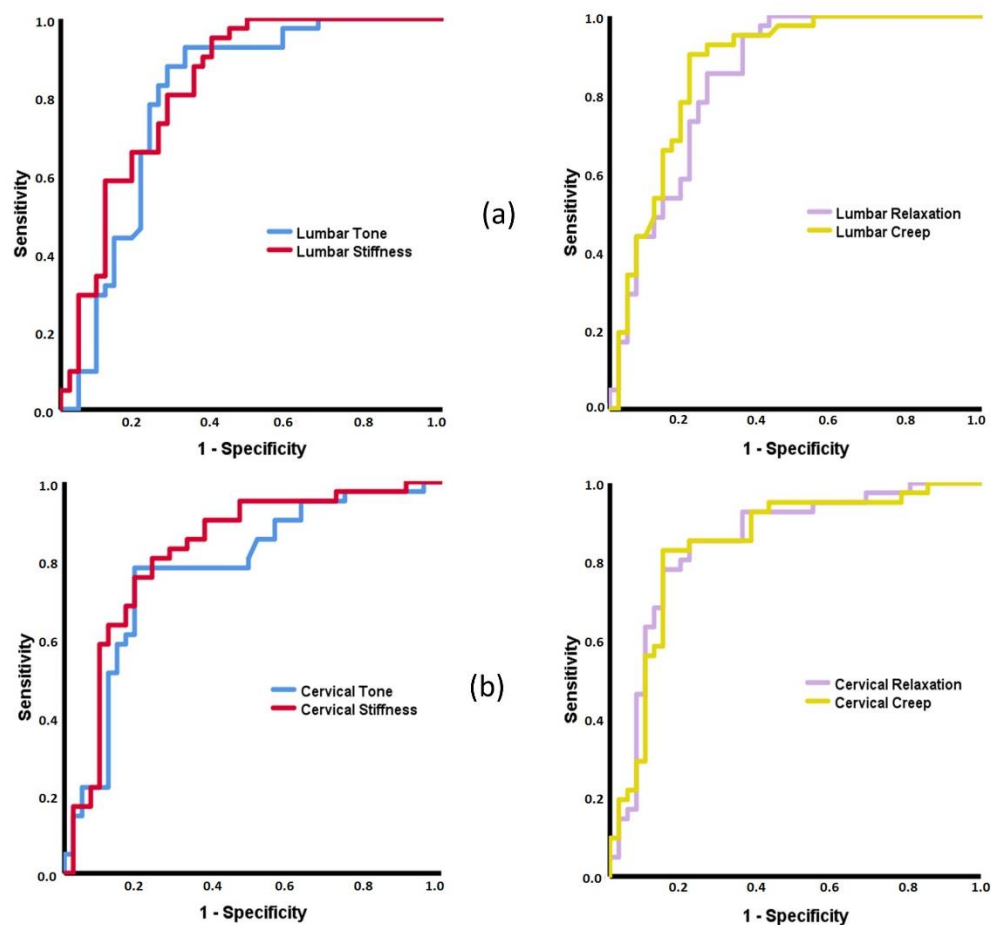 1.0
0.8
0.6
0.4
0.2
0.0
Sensitivity
Lumbar Tone
Lumbar Stiffness
0.2 0.4 0.6 0.8 1.0
1 - Specificity
(a)
1.0
0.8
0.6
0.4
0.2
0.0
Sensitivity
Lumbar Relaxation
Lumbar Creep
0.2 0.4 0.6 0.8 1.0
1 - Specificity
1.0
0.8
0.6
0.4
0.2
0.0
Sensitivity
Cervical Tone
Cervical Stiffness
0.2 0.4 0.6 0.8 1.0
1 - Specificity
(b)
1.0
0.8
0.6
0.4
0.2
0.0
Sensitivity
Cervical Relaxation
Cervical Creep
0.2 0.4 0.6 0.8 1.0
1 - Specificity